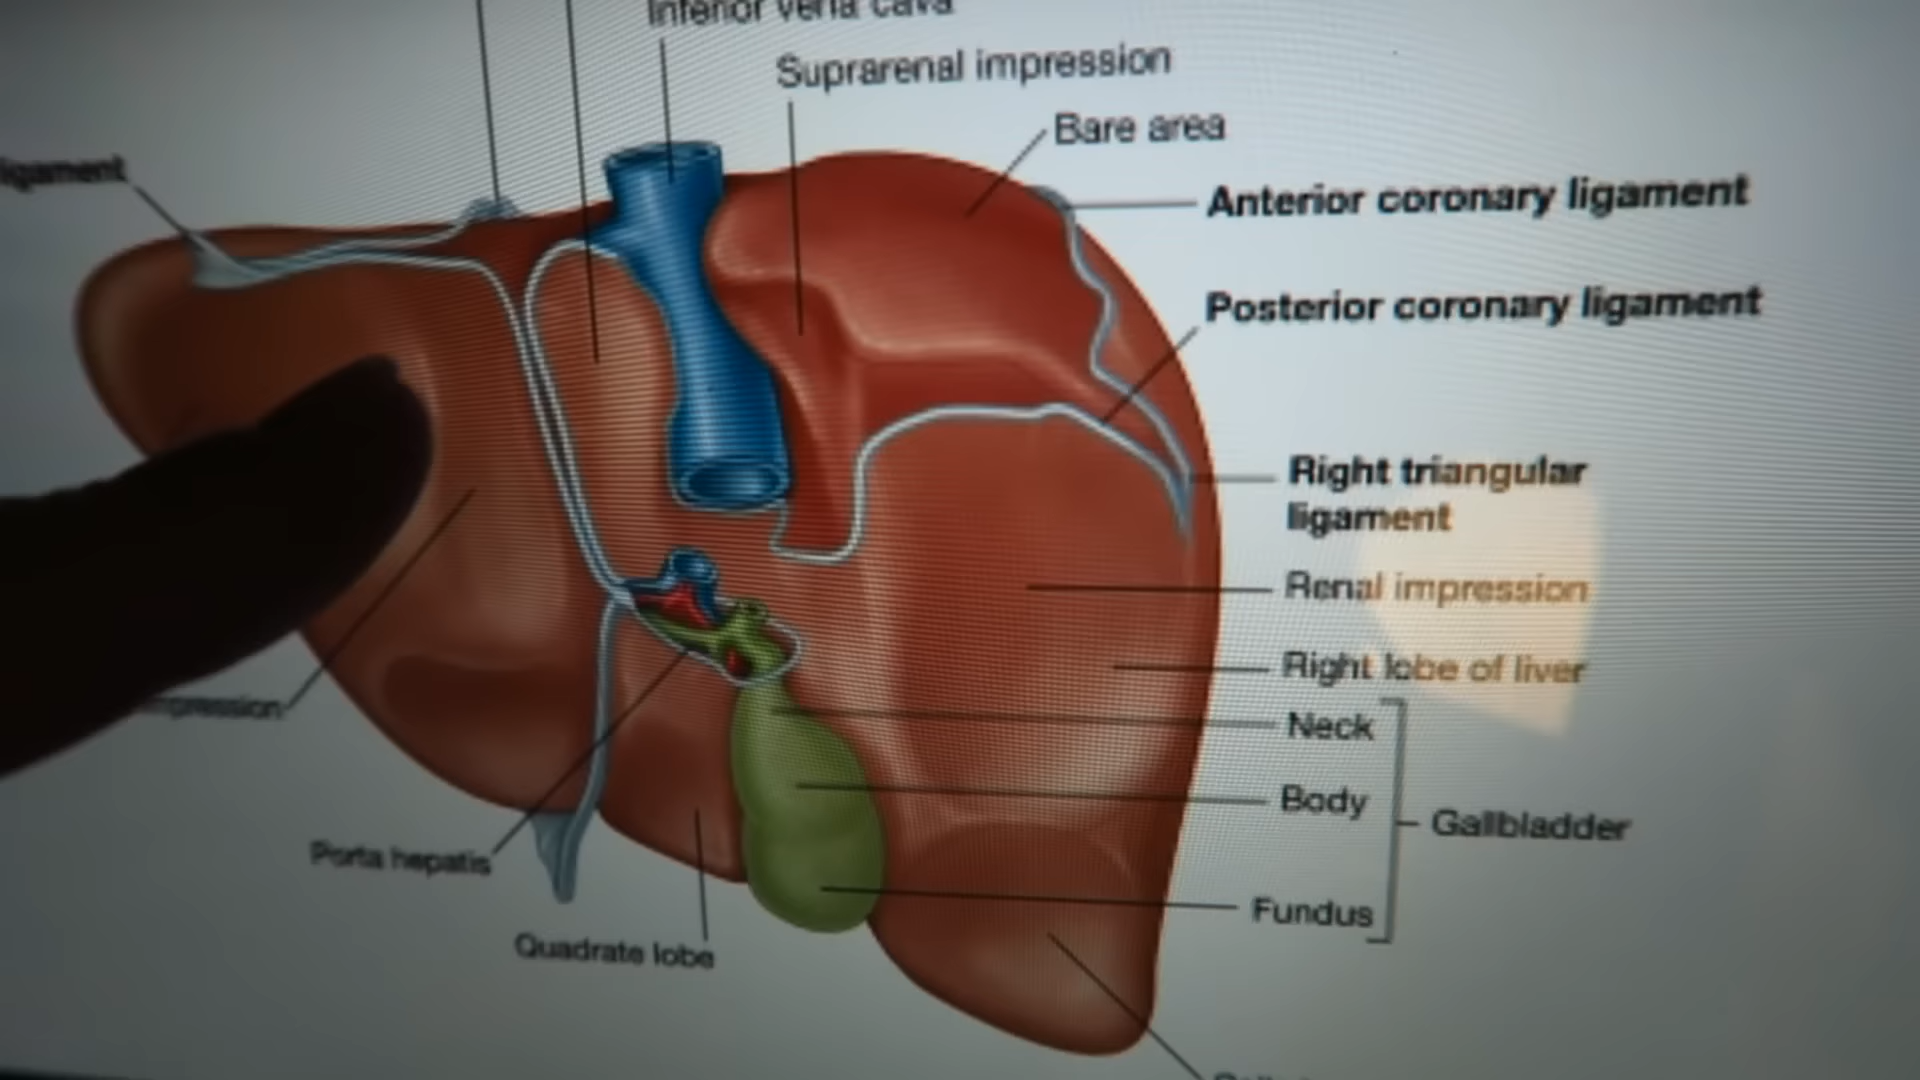 Inferior vena cava
Suprarenal impression
Bare area
ligament
Anterior coronary ligament
Posterior coronary ligament
Right triangular
ligament
Renal impression
Right lobe of liver
Neck
Body
Gallbladder
Fundus
Porta hepatis
Quadrate lobe